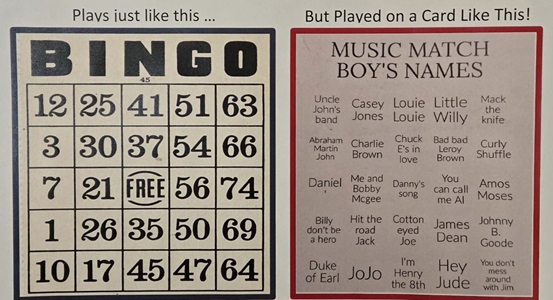 Plays just like this ...
But Played on a Card Like This!
BINGO
45
12 25 41 51 63
3 30 37 54 66
7 21 FREE 56 74
1 26 35 50 69
10 17 45 47 64
MUSIC MATCH
BOY'S NAMES
Uncle John's band
Casey Jones
Louie Louie
Little Willy
Mack the knife
Abraham Martin John
Charlie Brown
Chuck E's in love
Bad bad Leroy Brown
Curly Shuffle
Daniel
Me and Bobby Mcgee
Danny's song
You can call me Al
Amos Moses
Billy don't be a hero
Hit the road Jack
Cotton eyed Joe
James Dean
Johnny B. Goode
Duke of Earl
JoJo
I'm Henry the 8th
Hey Jude
You don't mess around with Jim